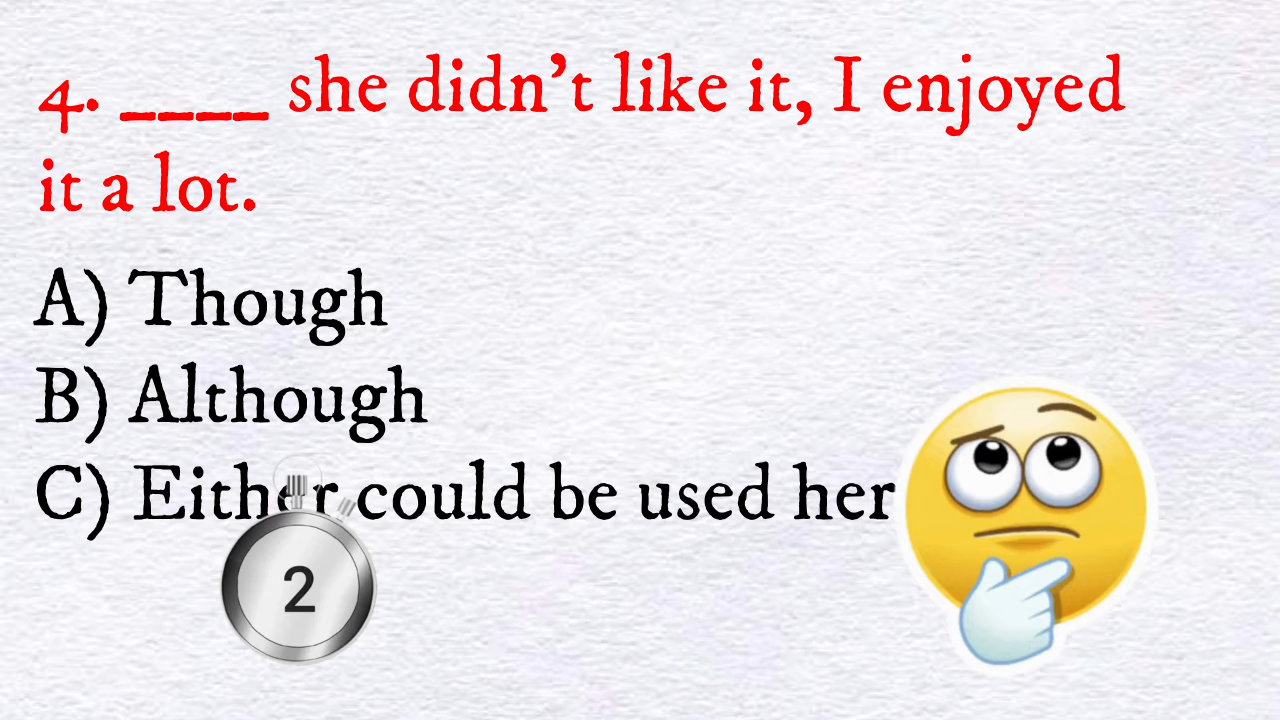 4. ____ she didn't like it, I enjoyed
it a lot.
A) Though
B) Although
C) Either could be used her
2